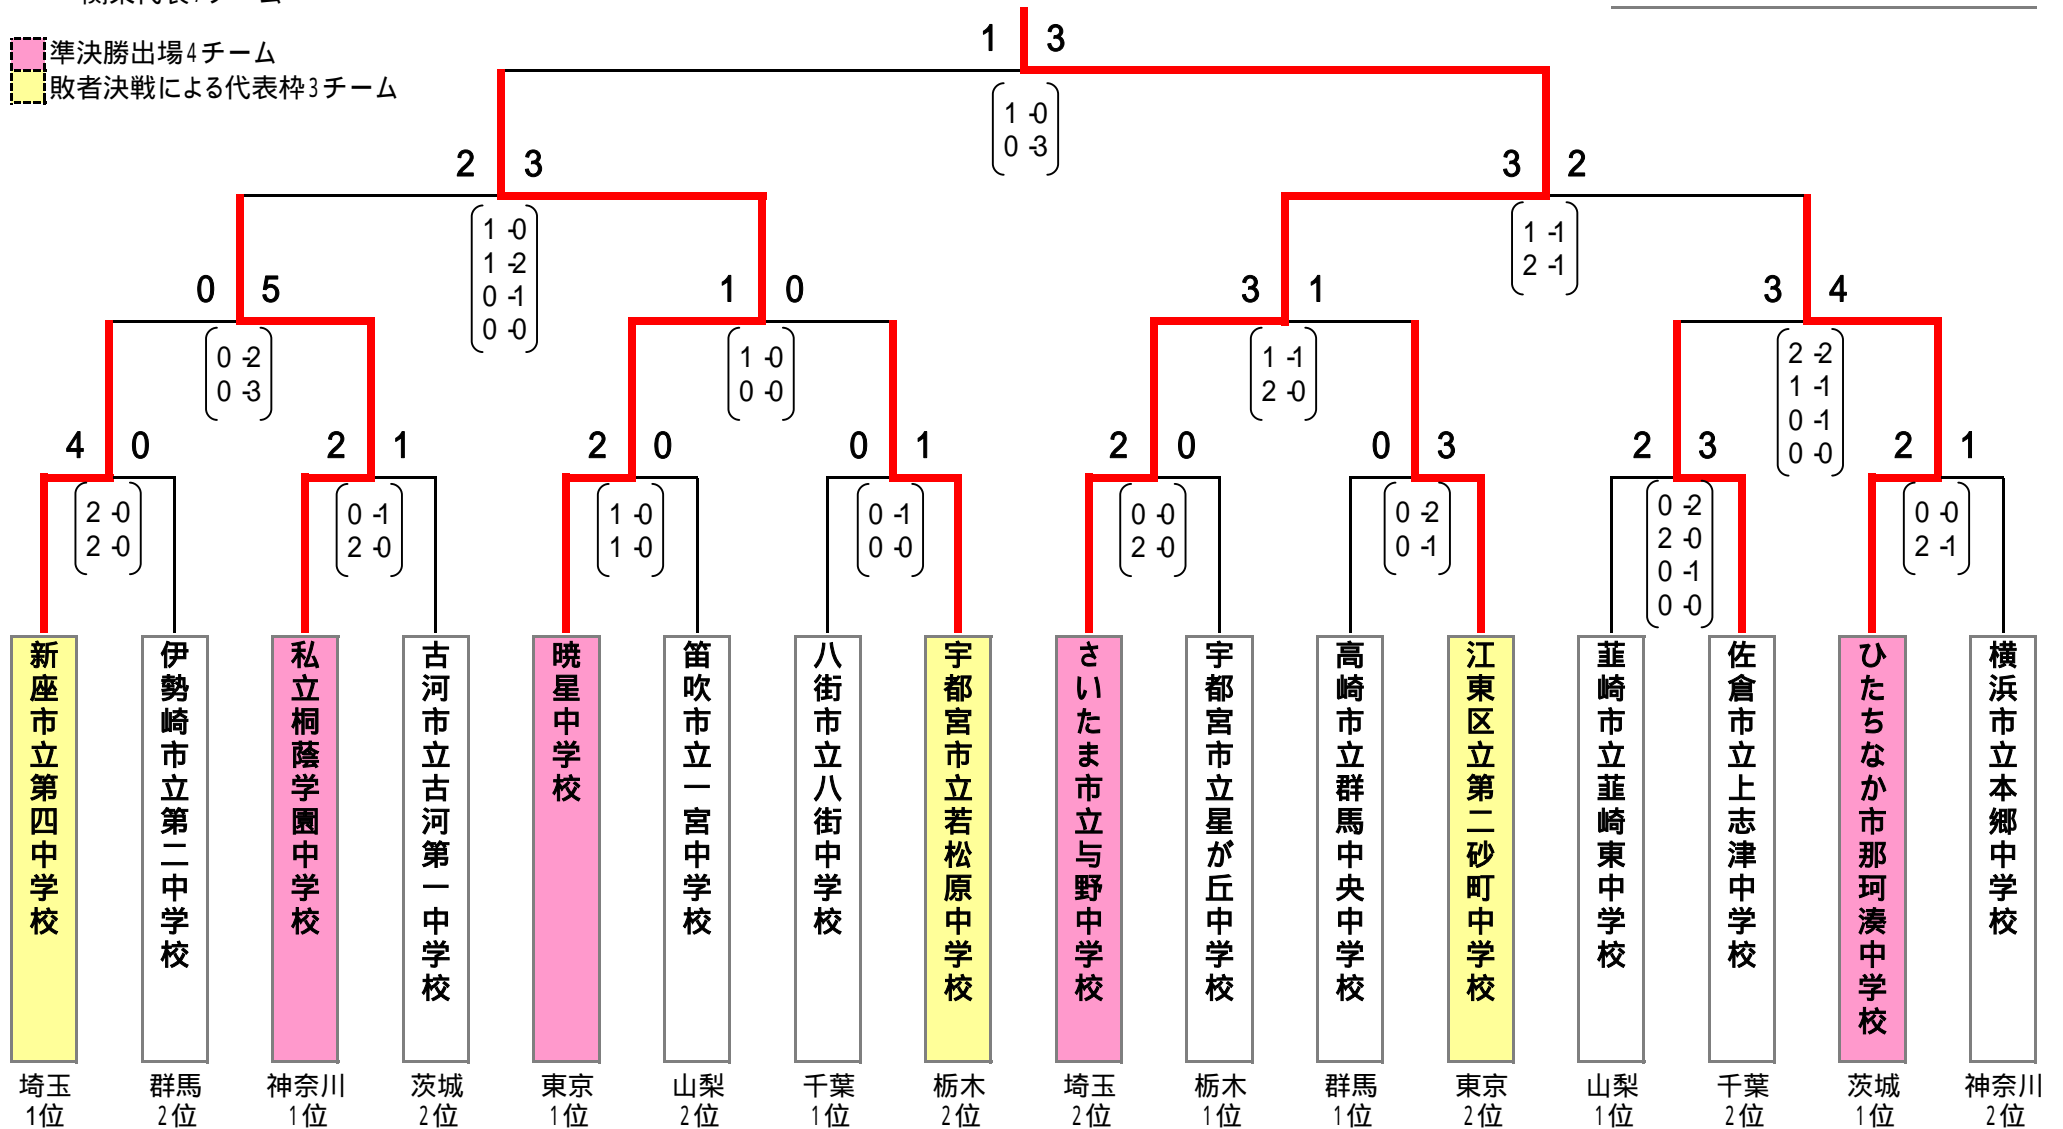 準決勝出場4チーム
敗者決戦による代表枠3チーム
1 3
1-0
0-3
2 3
3 2
1-0
1-2
0-1
0-0
1-1
2-1
0 5
1 0
3 1
3 4
0-2
0-3
1-0
0-0
1-1
2-0
2-2
1-1
0-1
0-0
4 0
2 1
2 0
0 1
2 0
0 3
2 3
2 1
2-0
2-0
0-1
2-0
1-0
1-0
0-1
0-0
0-0
2-0
0-2
0-1
0-2
2-0
0-1
0-0
0-0
2-1
新座市立第四中学校
伊勢崎市立第二中学校
私立桐蔭学園中学校
古河市立古河第一中学校
暁星中学校
笛吹市立一宮中学校
八街市立八街中学校
宇都宮市立若松原中学校
さいたま市立与野中学校
宇都宮市立星が丘中学校
高崎市立群馬中央中学校
江東区立第二砂町中学校
韮崎市立韮崎東中学校
佐倉市立上志津中学校
ひたちなか市那珂湊中学校
横浜市立本郷中学校
埼玉 群馬 神奈川 茨城 東京 山梨 千葉 栃木 埼玉 栃木 群馬 東京 山梨 千葉 茨城 神奈川
1位 2位 1位 2位 1位 2位 1位 2位 2位 1位 1位 2位 1位 2位 1位 2位